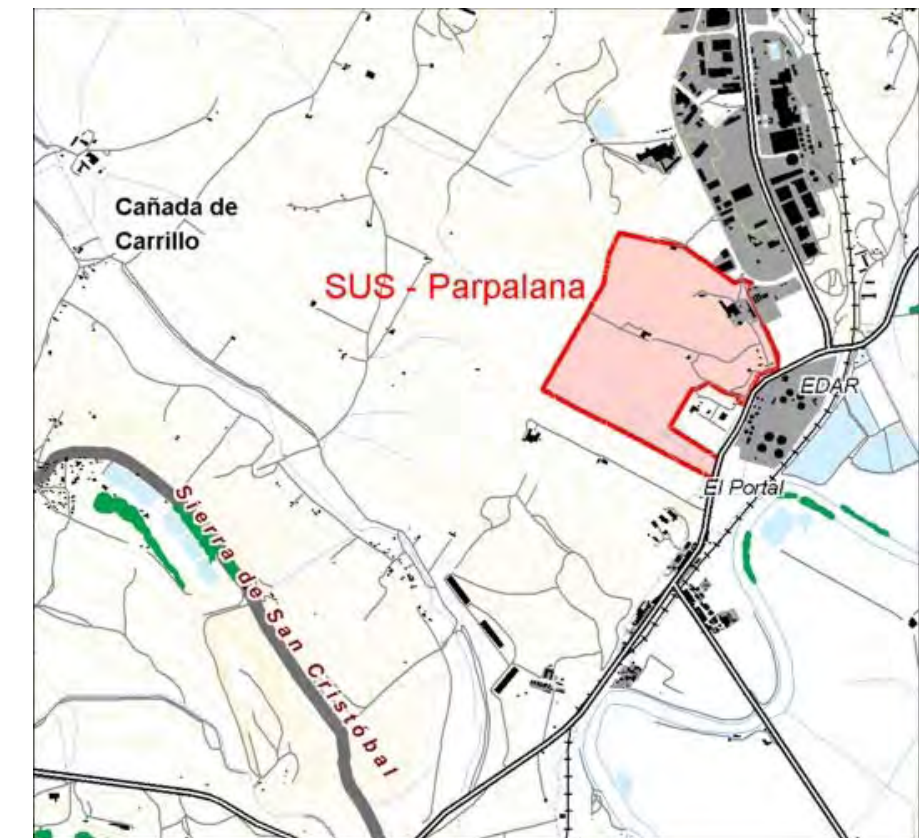 Cañada de
Carrillo
SUS - Parpalana
EDAR
El Portal
Sierra de San Cristóbal